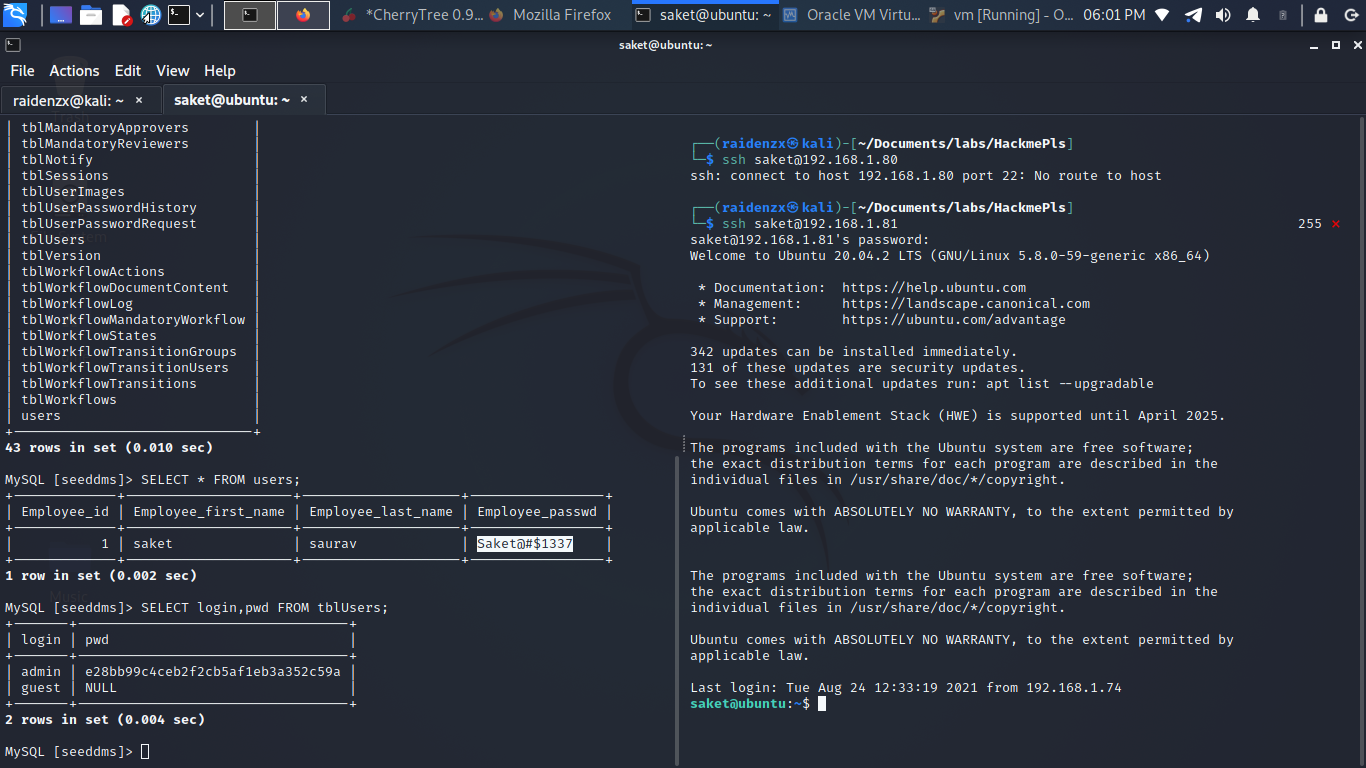 *CherryTree 0.9... Mozilla Firefox saket@ubuntu: ~ Oracle VM Virtu... vm [Running] - O... 06:01 PM
saket@ubuntu: ~
File Actions Edit View Help
raidenzx@kali: ~ × saket@ubuntu: ~ ×
| tblMandatoryApprovers |
| tblMandatoryReviewers |
| tblNotify |
| tblSessions |
| tblUserImages |
| tblUserPasswordHistory |
| tblUserPasswordRequest |
| tblUsers |
| tblVersion |
| tblWorkflowActions |
| tblWorkflowDocumentContent |
| tblWorkflowLog |
| tblWorkflowMandatoryWorkflow |
| tblWorkflowStates |
| tblWorkflowTransitionGroups |
| tblWorkflowTransitionUsers |
| tblWorkflowTransitions |
| tblWorkflows |
| users |
43 rows in set (0.010 sec)
MySQL [seeddms]> SELECT * FROM users;
| Employee_id | Employee_first_name | Employee_last_name | Employee_passwd |
| 1 | saket | saurav | Saket@#$1337 |
1 row in set (0.002 sec)
MySQL [seeddms]> SELECT login,pwd FROM tblUsers;
| login | pwd |
| admin | e28bb99c4ceb2f2cb5af1eb3a352c59a |
| guest | NULL |
2 rows in set (0.004 sec)
MySQL [seeddms]>
┌──(raidenzx㉿kali)-[~/Documents/labs/HackmePls]
└─$ ssh saket@192.168.1.80
ssh: connect to host 192.168.1.80 port 22: No route to host
┌──(raidenzx㉿kali)-[~/Documents/labs/HackmePls]
└─$ ssh saket@192.168.1.81 255 ⨯
saket@192.168.1.81's password:
Welcome to Ubuntu 20.04.2 LTS (GNU/Linux 5.8.0-59-generic x86_64)
* Documentation: https://help.ubuntu.com
* Management: https://landscape.canonical.com
* Support: https://ubuntu.com/advantage
342 updates can be installed immediately.
131 of these updates are security updates.
To see these additional updates run: apt list --upgradable
Your Hardware Enablement Stack (HWE) is supported until April 2025.
The programs included with the Ubuntu system are free software;
the exact distribution terms for each program are described in the
individual files in /usr/share/doc/*/copyright.
Ubuntu comes with ABSOLUTELY NO WARRANTY, to the extent permitted by
applicable law.
The programs included with the Ubuntu system are free software;
the exact distribution terms for each program are described in the
individual files in /usr/share/doc/*/copyright.
Ubuntu comes with ABSOLUTELY NO WARRANTY, to the extent permitted by
applicable law.
Last login: Tue Aug 24 12:33:19 2021 from 192.168.1.74
saket@ubuntu:~$